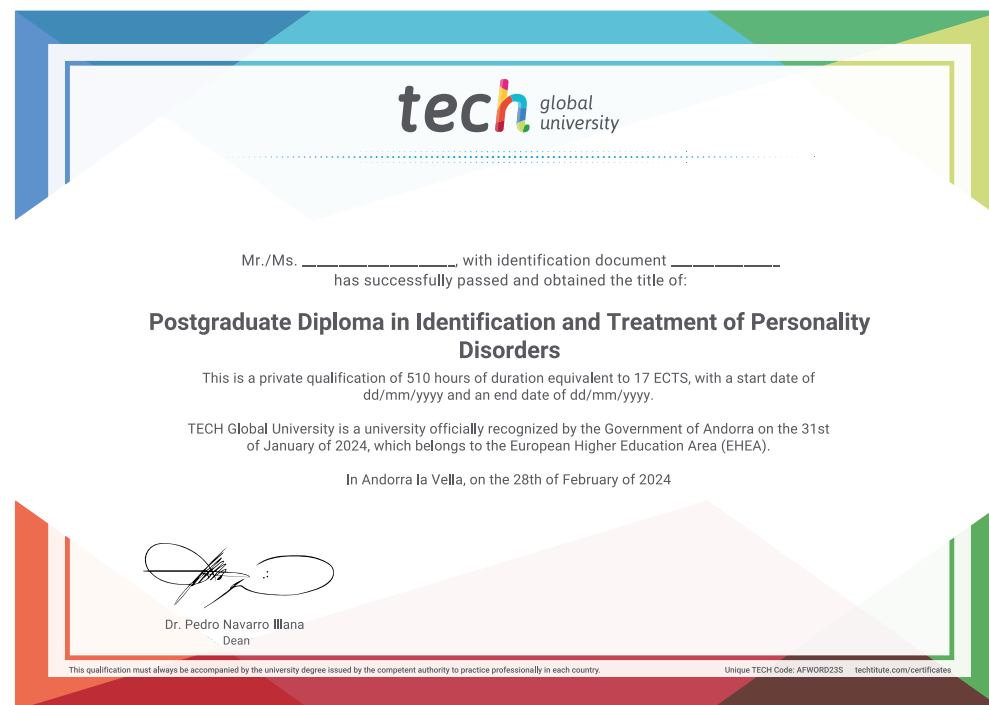 tech global university
Mr./Ms. ____________________, with identification document ______________
has successfully passed and obtained the title of:
Postgraduate Diploma in Identification and Treatment of Personality
Disorders
This is a private qualification of 510 hours of duration equivalent to 17 ECTS, with a start date of
dd/mm/yyyy and an end date of dd/mm/yyyy.
TECH Global University is a university officially recognized by the Government of Andorra on the 31st
of January of 2024, which belongs to the European Higher Education Area (EHEA).
In Andorra la Vella, on the 28th of February of 2024
Dr. Pedro Navarro Illana
Dean
This qualification must always be accompanied by the university degree issued by the competent authority to practice professionally in each country. Unique TECH Code: AFWORD23S techtitute.com/certificates